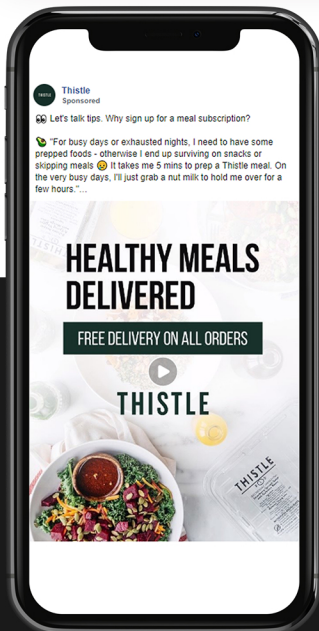 THISTLE
Thistle
Sponsored
👀 Let's talk tips. Why sign up for a meal subscription?
🥑 "For busy days or exhausted nights, I need to have some
prepped foods - otherwise I end up surviving on snacks or
skipping meals 😣 It takes me 5 mins to prep a Thistle meal. On
the very busy days, I'll just grab a nut milk to hold me over for a
few hours."...
HEALTHY MEALS
DELIVERED
FREE DELIVERY ON ALL ORDERS
THISTLE
THISTLE